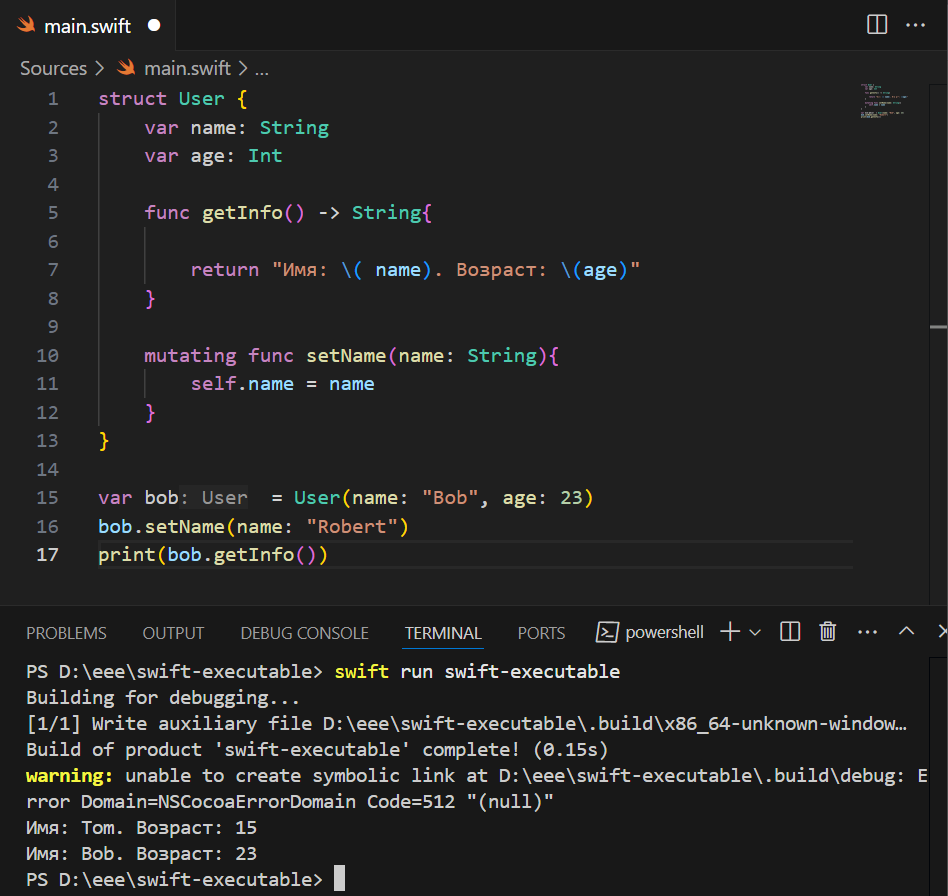 main.swift
Sources > main.swift > ...
1 struct User {
2     var name: String
3     var age: Int
4
5     func getInfo() -> String{
6
7         return "Имя: \( name). Возраст: \(age)"
8     }
9
10     mutating func setName(name: String){
11         self.name = name
12     }
13 }
14
15 var bob: User  = User(name: "Bob", age: 23)
16 bob.setName(name: "Robert")
17 print(bob.getInfo())
PROBLEMS OUTPUT DEBUG CONSOLE TERMINAL PORTS powershell
PS D:\eee\swift-executable> swift run swift-executable
Building for debugging...
[1/1] Write auxiliary file D:\eee\swift-executable\.build\x86_64-unknown-window…
Build of product 'swift-executable' complete! (0.15s)
warning: unable to create symbolic link at D:\eee\swift-executable\.build\debug: E
rror Domain=NSCocoaErrorDomain Code=512 "(null)"
Имя: Tom. Возраст: 15
Имя: Bob. Возраст: 23
PS D:\eee\swift-executable>